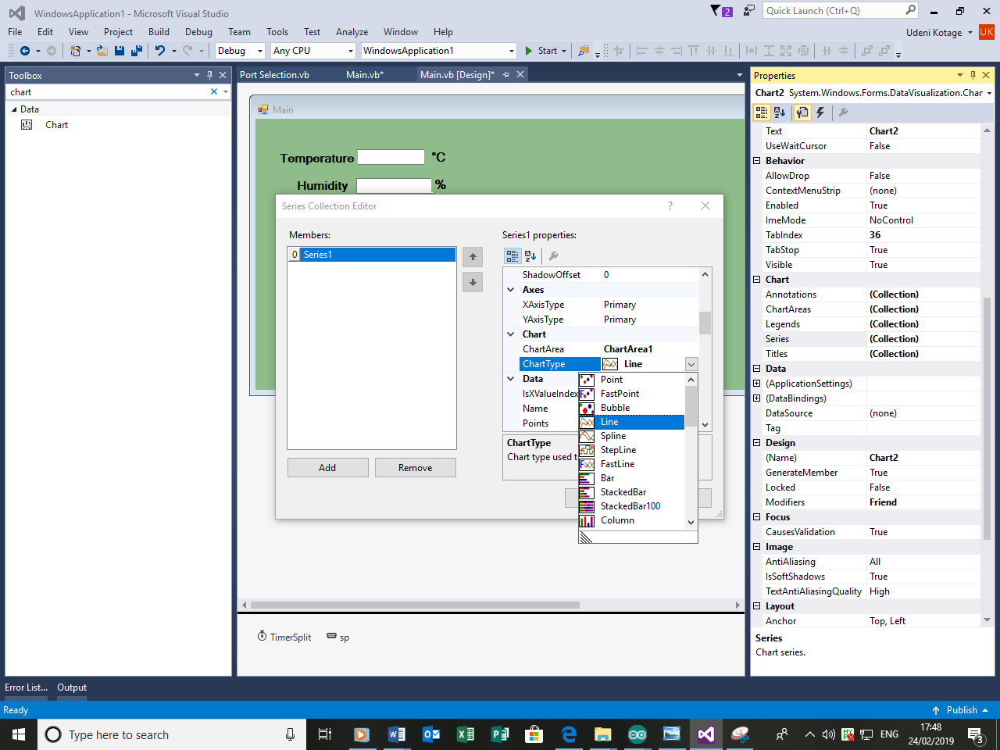 WindowsApplication1 - Microsoft Visual Studio
2
Quick Launch (Ctrl+Q)
File Edit View Project Build Debug Team Tools Test Analyze Window Help
Udeni Kotage UK
Debug Any CPU WindowsApplication1 Start
Toolbox
chart
Data
Chart
Port Selection.vb Main.vb* Main.vb [Design]*
Main
Temperature °C
Humidity %
Series Collection Editor ?
Members:
0 Series1
Add Remove
Series1 properties:
ShadowOffset 0
Axes
XAxisType Primary
YAxisType Primary
Chart
ChartArea ChartArea1
ChartType Line
Data
IsXValueIndex
Name
Points
ChartType
Chart type used t
Point
FastPoint
Bubble
Line
Spline
StepLine
FastLine
Bar
StackedBar
StackedBar100
Column
TimerSplit sp
Properties
Chart2 System.Windows.Forms.DataVisualization.Char
Text Chart2
UseWaitCursor False
Behavior
AllowDrop False
ContextMenuStrip (none)
Enabled True
ImeMode NoControl
TabIndex 36
TabStop True
Visible True
Chart
Annotations (Collection)
ChartAreas (Collection)
Legends (Collection)
Series (Collection)
Titles (Collection)
Data
(ApplicationSettings)
(DataBindings)
DataSource (none)
Tag
Design
(Name) Chart2
GenerateMember True
Locked False
Modifiers Friend
Focus
CausesValidation True
Image
AntiAliasing All
IsSoftShadows True
TextAntiAliasingQuality High
Layout
Anchor Top, Left
Series
Chart series.
Error List... Output
Ready
Publish
Type here to search
ENG
17:48
24/02/2019
3